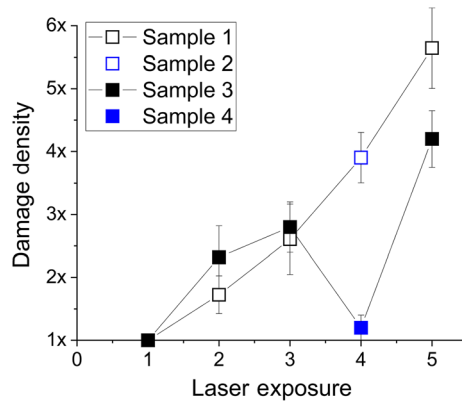 6x
Sample 1
Sample 2
Sample 3
Sample 4
5x
4x
3x
2x
1x
Damage density
0 1 2 3 4 5
Laser exposure